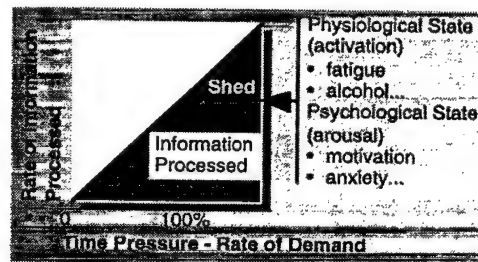 Rate of Information
Processed
Shed
Information
Processed
0
100%
Time Pressure - Rate of Demand
Physiological State
(activation)
• fatigue
• alcohol...
Psychological State
(arousal)
• motivation
• anxiety...